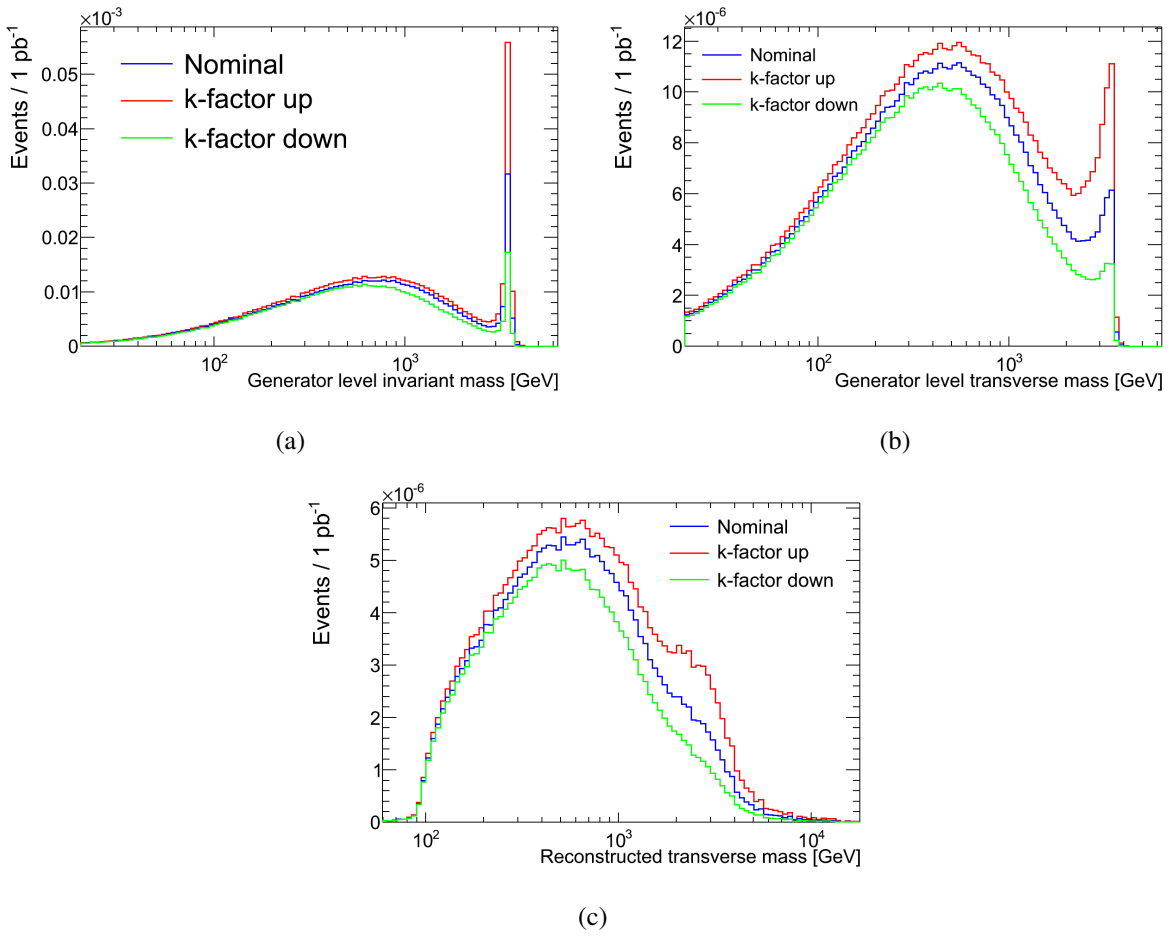 ×10⁻³
Events / 1 pb⁻¹
0.05
0.04
0.03
0.02
0.01
0
Nominal
k-factor up
k-factor down
10² 10³
Generator level invariant mass [GeV]
(a)
×10⁻⁶
Events / 1 pb⁻¹
12
10
8
6
4
2
0
Nominal
k-factor up
k-factor down
10² 10³
Generator level transverse mass [GeV]
(b)
×10⁻⁶
Events / 1 pb⁻¹
6
5
4
3
2
1
0
Nominal
k-factor up
k-factor down
10² 10³ 10⁴
Reconstructed transverse mass [GeV]
(c)